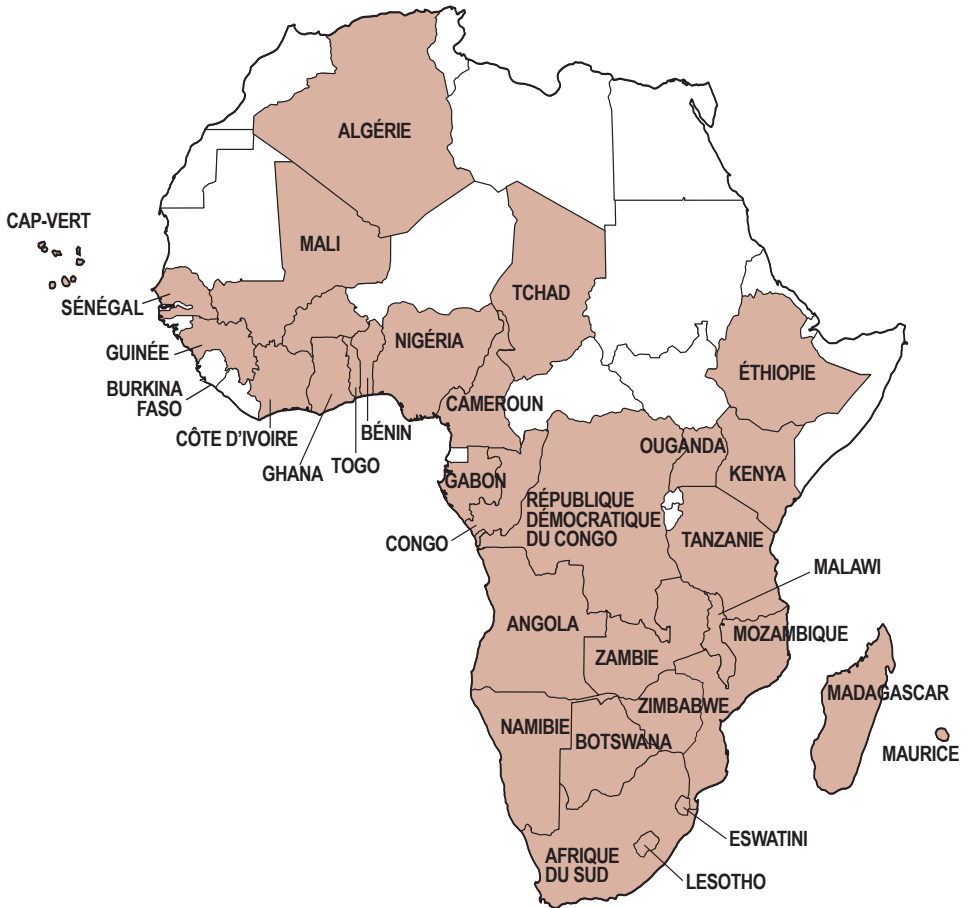 ALGÉRIE
CAP-VERT
MALI
TCHAD
SÉNÉGAL
NIGÉRIA
GUINÉE
ÉTHIOPIE
BURKINA
FASO
CAMEROUN
CÔTE D'IVOIRE
BÉNIN
OUGANDA
GHANA
TOGO
KENYA
GABON
RÉPUBLIQUE
DÉMOCRATIQUE
DU CONGO
CONGO
TANZANIE
MALAWI
ANGOLA
MOZAMBIQUE
ZAMBIE
MADAGASCAR
ZIMBABWE
NAMIBIE
BOTSWANA
MAURICE
ESWATINI
AFRIQUE
DU SUD
LESOTHO